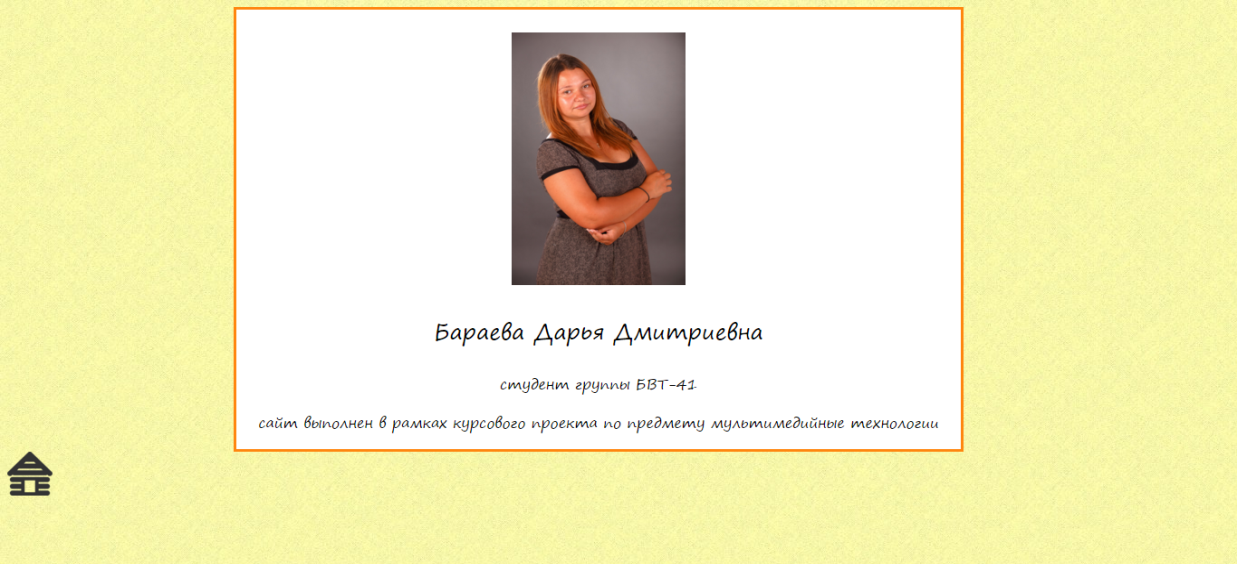 Бараева Дарья Дмитриевна
студент группы БВТ-41
сайт выполнен в рамках курсового проекта по предмету мультимедийные технологии